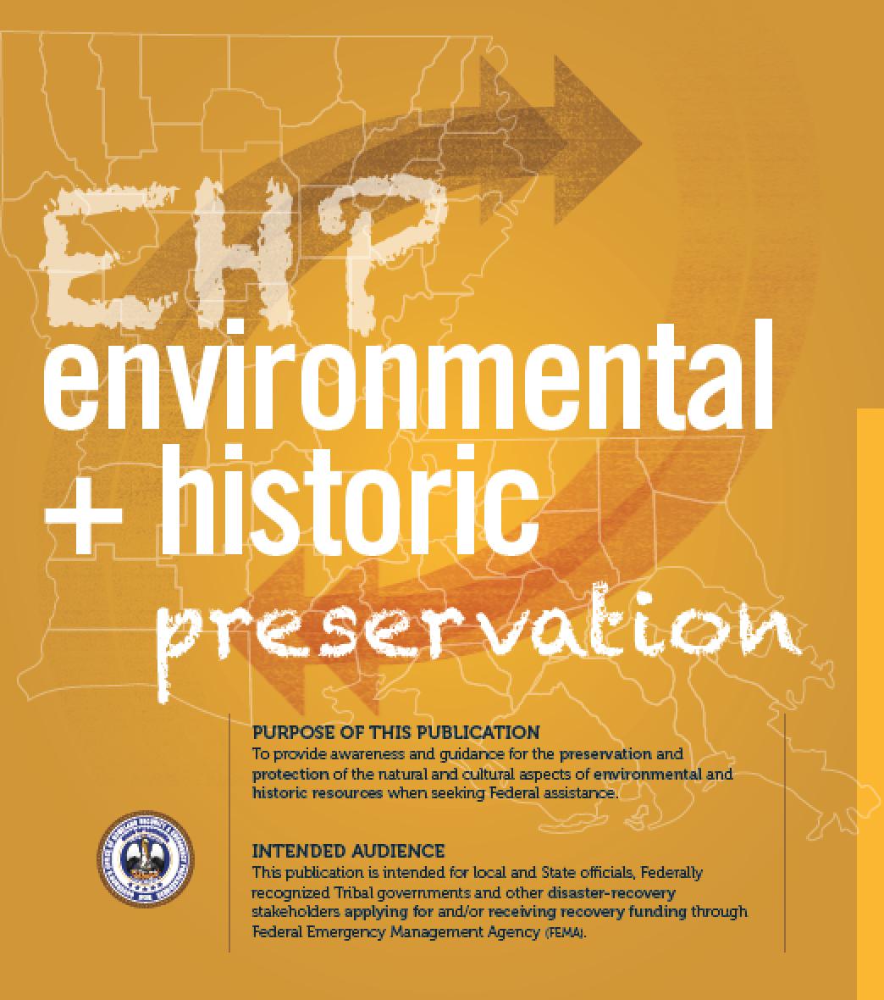 EHP
environmental
+ historic
preservation
PURPOSE OF THIS PUBLICATION
To provide awareness and guidance for the preservation and
protection of the natural and cultural aspects of environmental and
historic resources when seeking Federal assistance.
INTENDED AUDIENCE
This publication is intended for local and State officials, Federally
recognized Tribal governments and other disaster-recovery
stakeholders applying for and/or receiving recovery funding through
Federal Emergency Management Agency (FEMA).